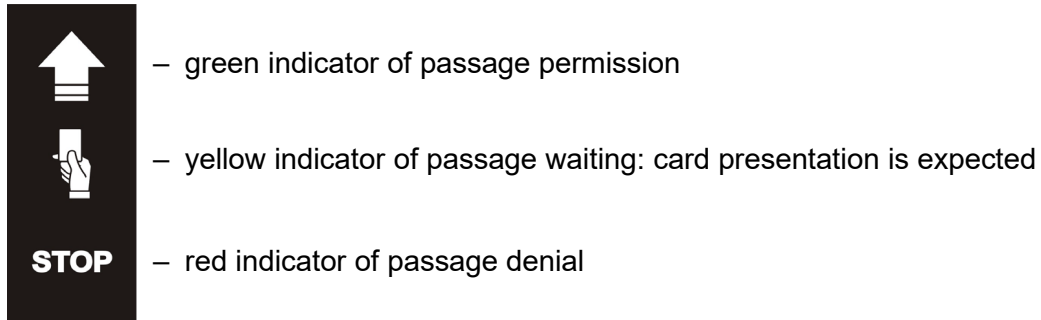 – green indicator of passage permission
– yellow indicator of passage waiting: card presentation is expected
STOP – red indicator of passage denial